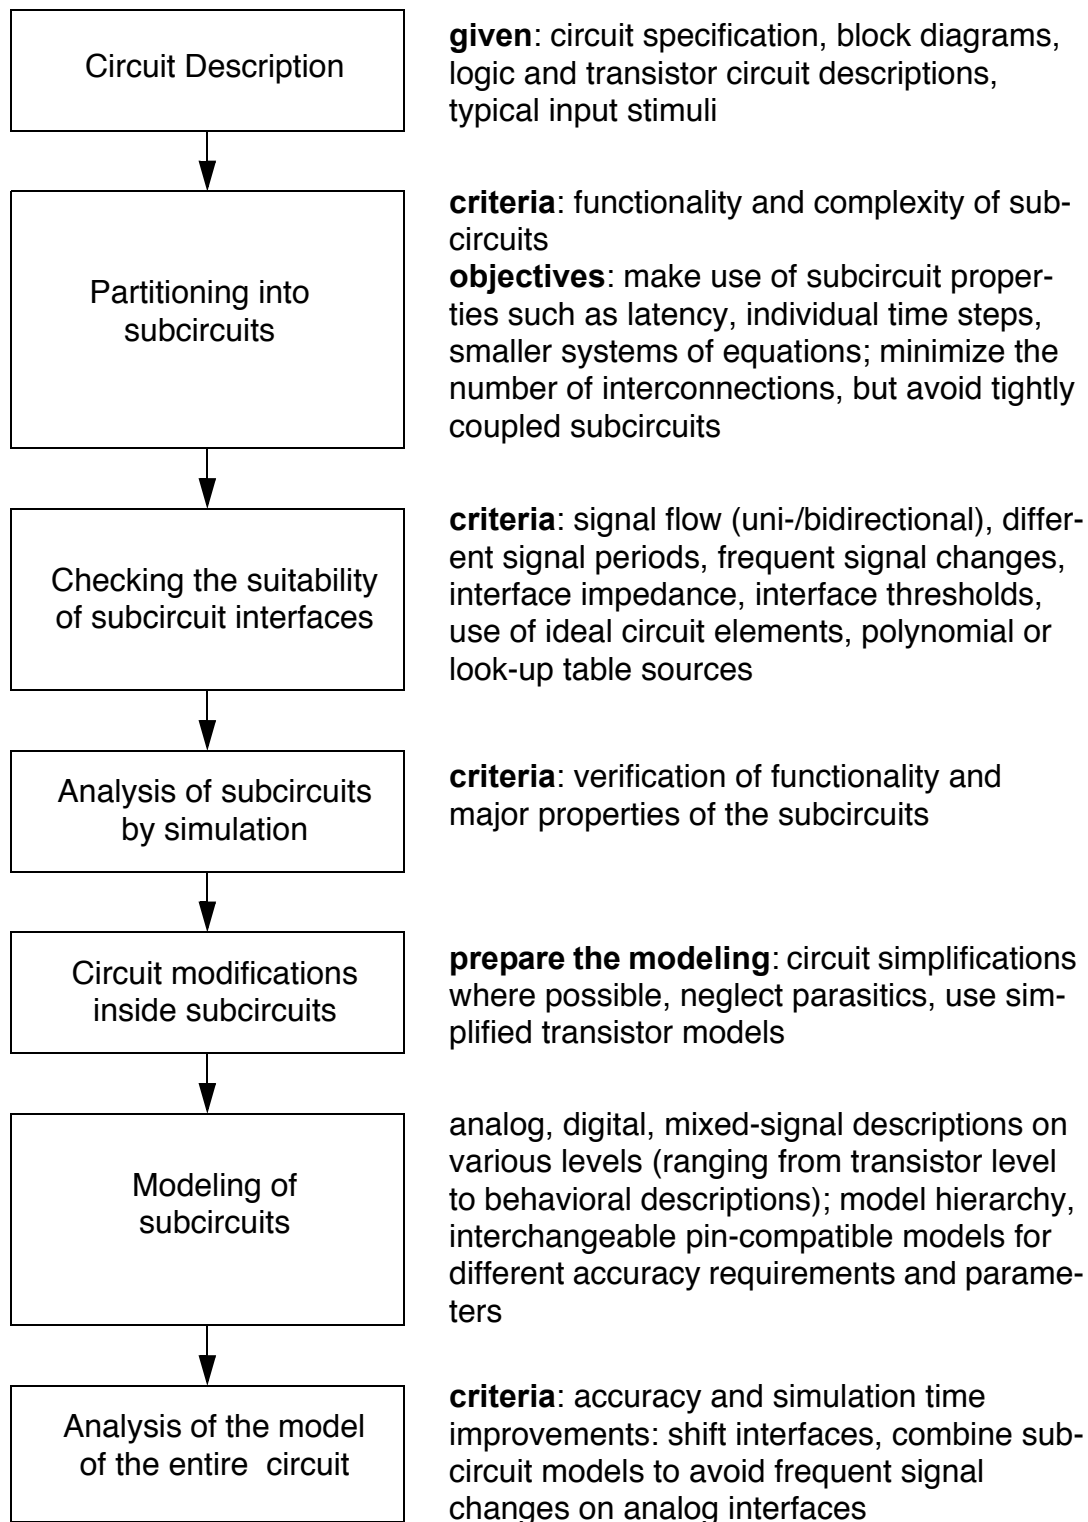 Circuit Description
given: circuit specification, block diagrams,
logic and transistor circuit descriptions,
typical input stimuli
Partitioning into
subcircuits
criteria: functionality and complexity of sub-
circuits
objectives: make use of subcircuit proper-
ties such as latency, individual time steps,
smaller systems of equations; minimize the
number of interconnections, but avoid tightly
coupled subcircuits
Checking the suitability
of subcircuit interfaces
criteria: signal flow (uni-/bidirectional), differ-
ent signal periods, frequent signal changes,
interface impedance, interface thresholds,
use of ideal circuit elements, polynomial or
look-up table sources
Analysis of subcircuits
by simulation
criteria: verification of functionality and
major properties of the subcircuits
Circuit modifications
inside subcircuits
prepare the modeling: circuit simplifications
where possible, neglect parasitics, use sim-
plified transistor models
Modeling of
subcircuits
analog, digital, mixed-signal descriptions on
various levels (ranging from transistor level
to behavioral descriptions); model hierarchy,
interchangeable pin-compatible models for
different accuracy requirements and parame-
ters
Analysis of the model
of the entire circuit
criteria: accuracy and simulation time
improvements: shift interfaces, combine sub-
circuit models to avoid frequent signal
changes on analog interfaces